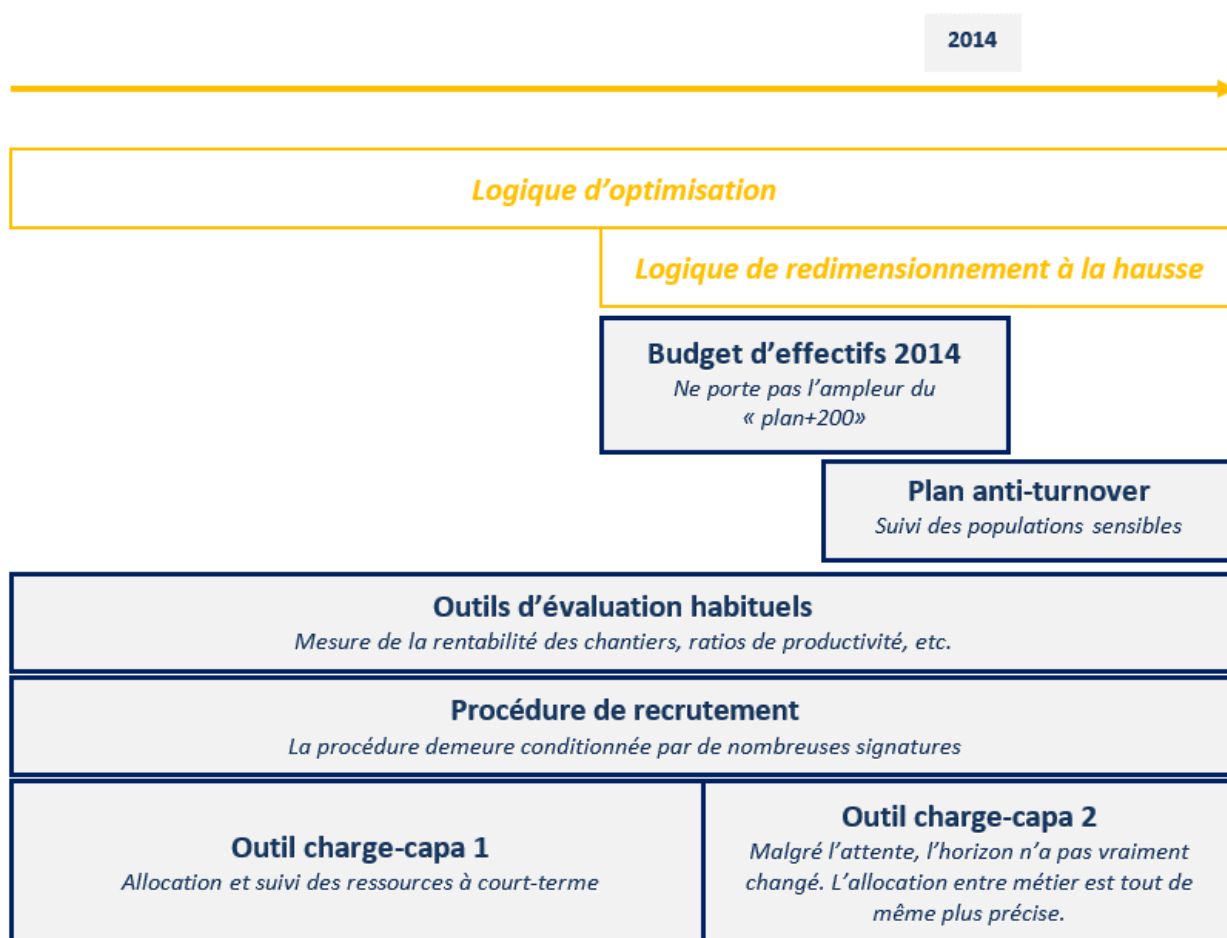 2014
Logique d’optimisation
Logique de redimensionnement à la hausse
Budget d’effectifs 2014
Ne porte pas l’ampleur du
« plan+200»
Plan anti-turnover
Suivi des populations sensibles
Outils d’évaluation habituels
Mesure de la rentabilité des chantiers, ratios de productivité, etc.
Procédure de recrutement
La procédure demeure conditionnée par de nombreuses signatures
Outil charge-capa 1
Allocation et suivi des ressources à court-terme
Outil charge-capa 2
Malgré l’attente, l’horizon n’a pas vraiment
changé. L’allocation entre métier est tout de
même plus précise.